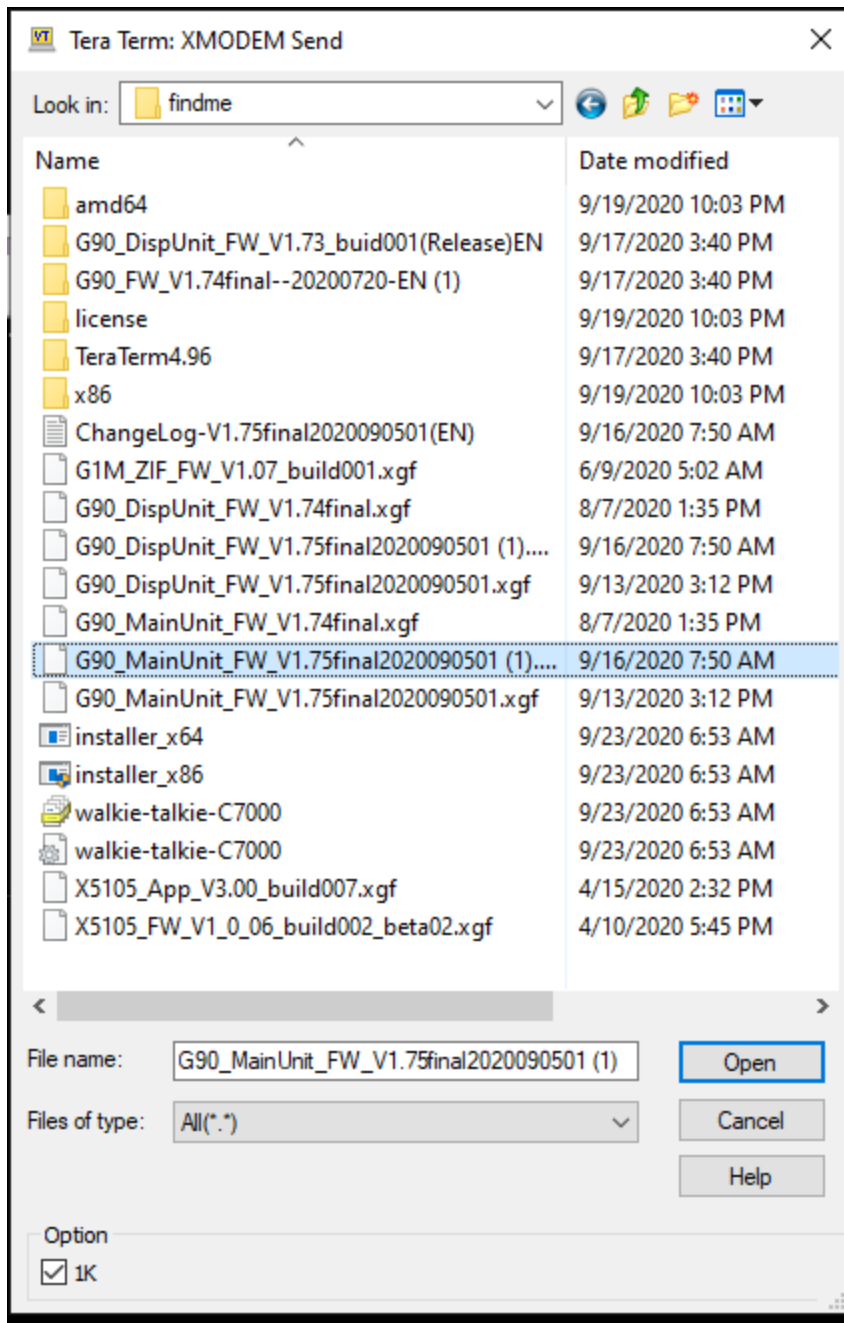 VT Tera Term: XMODEM Send
Look in: findme
Name Date modified
amd64 9/19/2020 10:03 PM
G90_DispUnit_FW_V1.73_buid001(Release)EN 9/17/2020 3:40 PM
G90_FW_V1.74final--20200720-EN (1) 9/17/2020 3:40 PM
license 9/19/2020 10:03 PM
TeraTerm4.96 9/17/2020 3:40 PM
x86 9/19/2020 10:03 PM
ChangeLog-V1.75final2020090501(EN) 9/16/2020 7:50 AM
G1M_ZIF_FW_V1.07_build001.xgf 6/9/2020 5:02 AM
G90_DispUnit_FW_V1.74final.xgf 8/7/2020 1:35 PM
G90_DispUnit_FW_V1.75final2020090501 (1).... 9/16/2020 7:50 AM
G90_DispUnit_FW_V1.75final2020090501.xgf 9/13/2020 3:12 PM
G90_MainUnit_FW_V1.74final.xgf 8/7/2020 1:35 PM
G90_MainUnit_FW_V1.75final2020090501 (1).... 9/16/2020 7:50 AM
G90_MainUnit_FW_V1.75final2020090501.xgf 9/13/2020 3:12 PM
installer_x64 9/23/2020 6:53 AM
installer_x86 9/23/2020 6:53 AM
walkie-talkie-C7000 9/23/2020 6:53 AM
walkie-talkie-C7000 9/23/2020 6:53 AM
X5105_App_V3.00_build007.xgf 4/15/2020 2:32 PM
X5105_FW_V1_0_06_build002_beta02.xgf 4/10/2020 5:45 PM
File name: G90_MainUnit_FW_V1.75final2020090501 (1) Open
Files of type: All(*.*) Cancel
Help
Option
1K